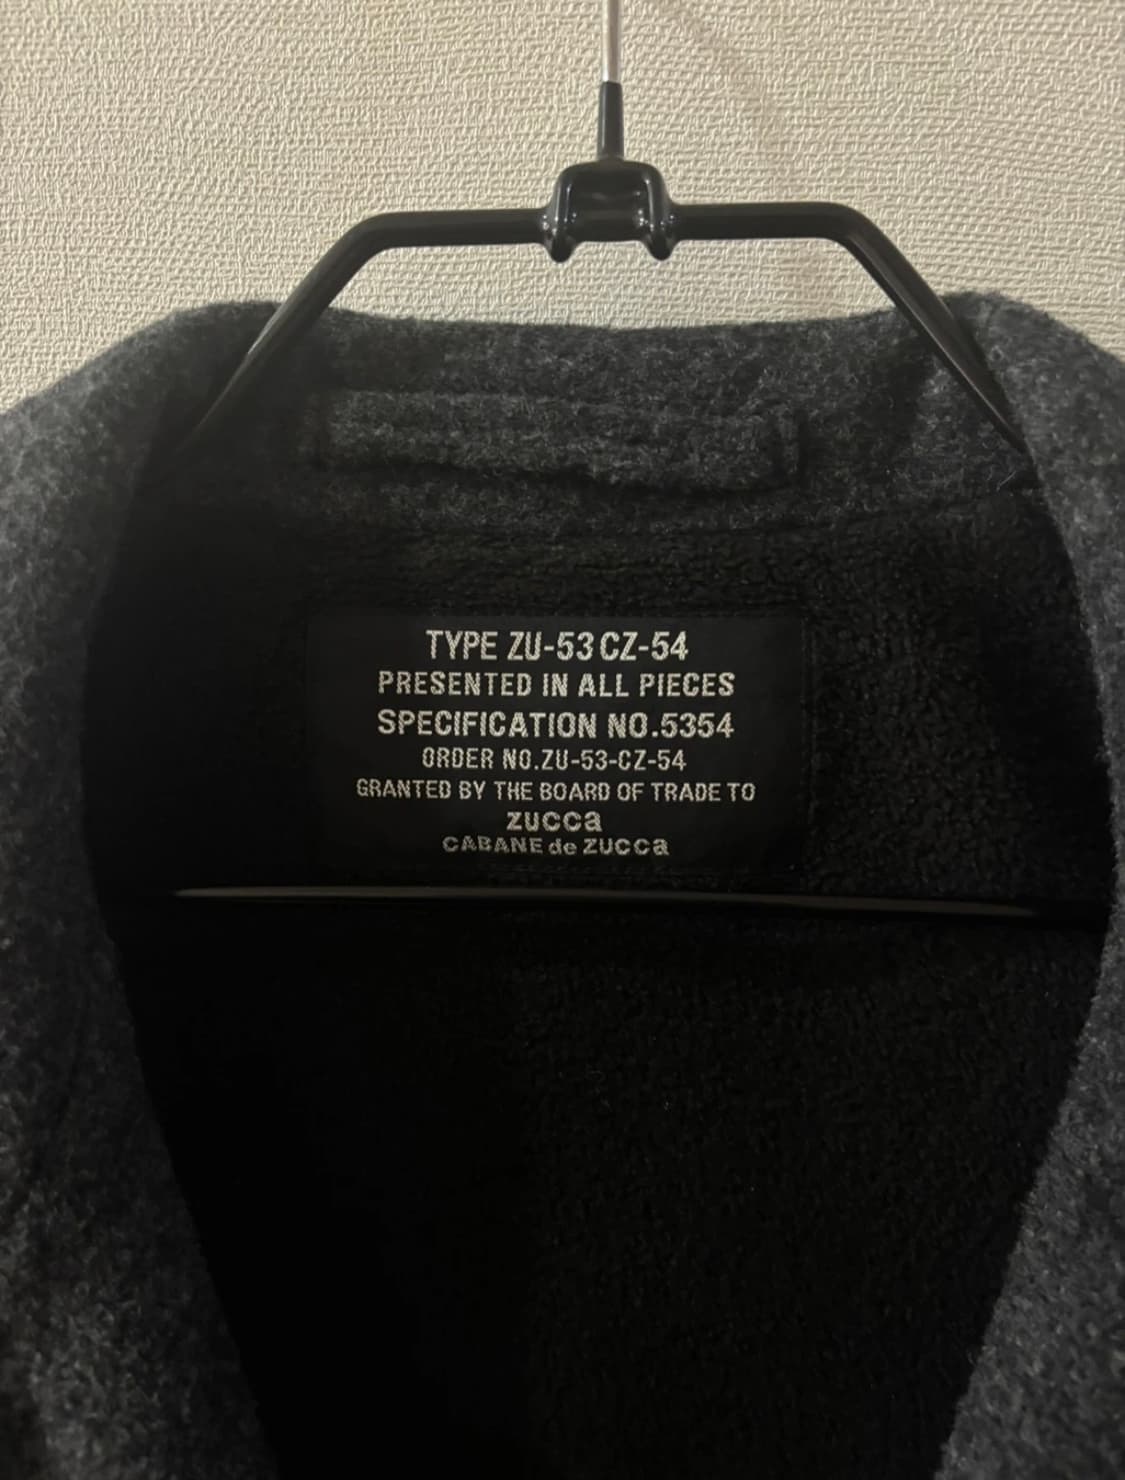 TYPE ZU-53 CZ-54
PRESENTED IN ALL PIECES
SPECIFICATION NO.5354
ORDER NO.ZU-53-CZ-54
GRANTED BY THE BOARD OF TRADE TO
zucca
CABANE de ZUCCa